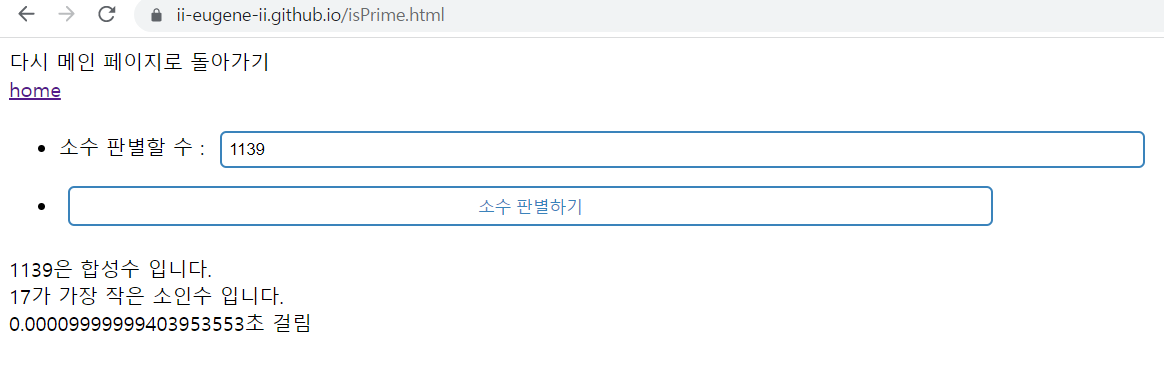 ii-eugene-ii.github.io/isPrime.html
다시 메인 페이지로 돌아가기
home
소수 판별할 수 : 1139
소수 판별하기
1139은 합성수 입니다.
17가 가장 작은 소인수 입니다.
0.00009999999403953553초 걸림